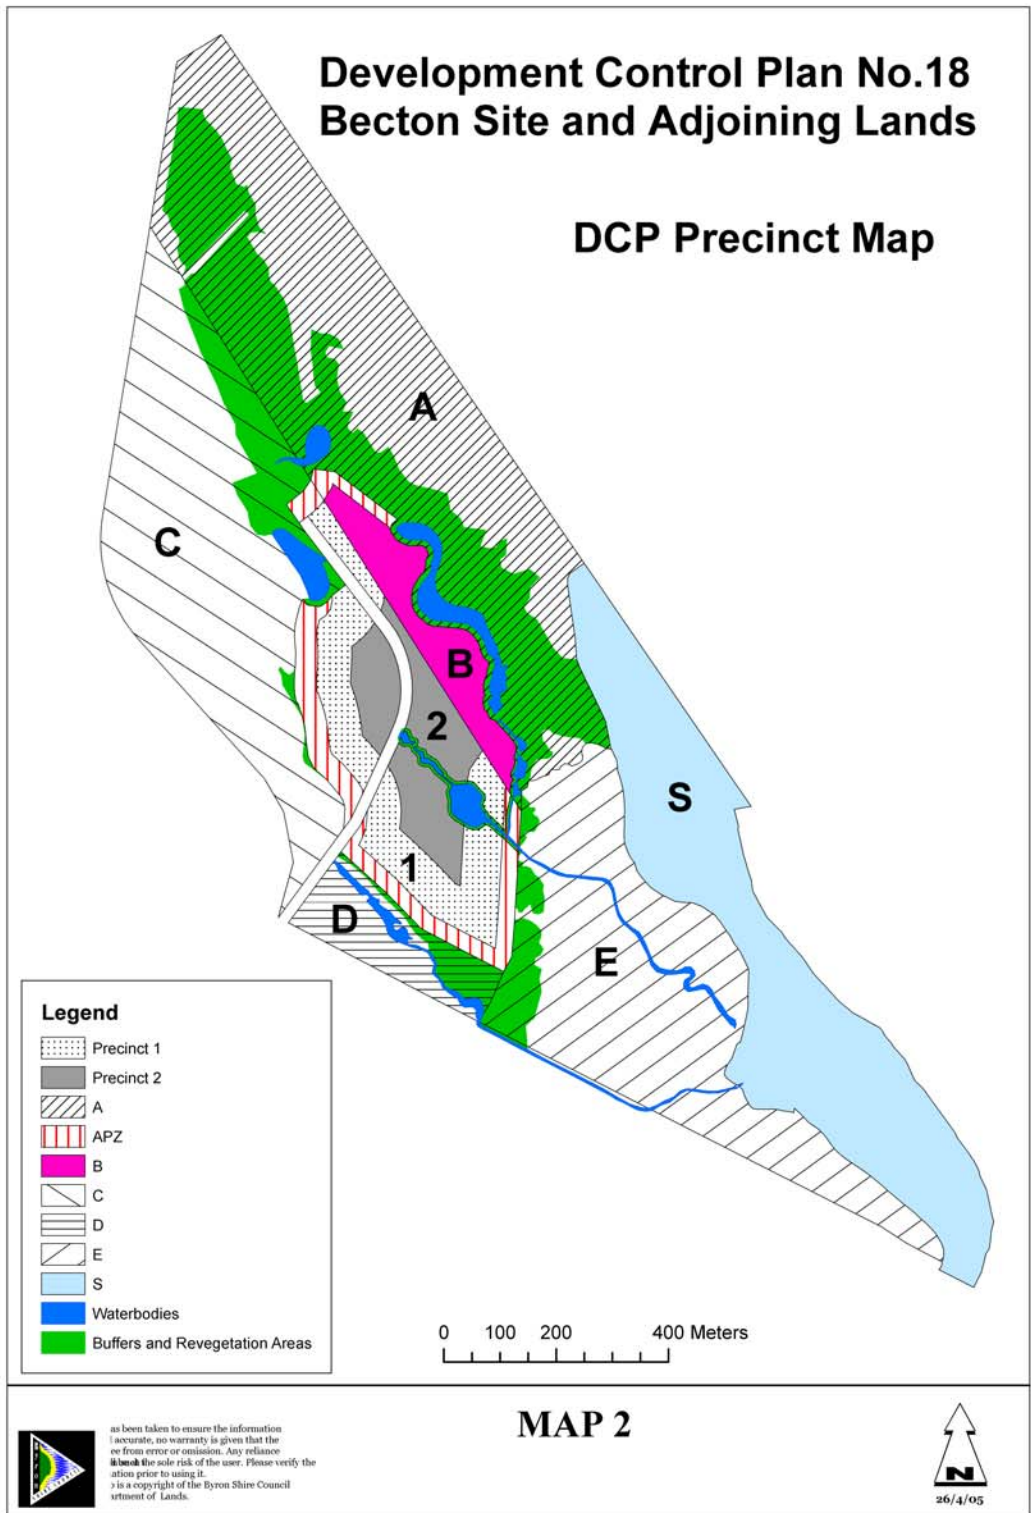 Development Control Plan No.18
Becton Site and Adjoining Lands
DCP Precinct Map
A
C
B
2
S
1
D
E
Legend
Precinct 1
Precinct 2
A
APZ
B
C
D
E
S
Waterbodies
Buffers and Revegetation Areas
0 100 200 400 Meters
MAP 2
as been taken to ensure the information
accurate, no warranty is given that the
ee from error or omission. Any reliance
the sole risk of the user. Please verify the
ation prior to using it.
is a copyright of the Byron Shire Council
artment of Lands.
N
26/4/05